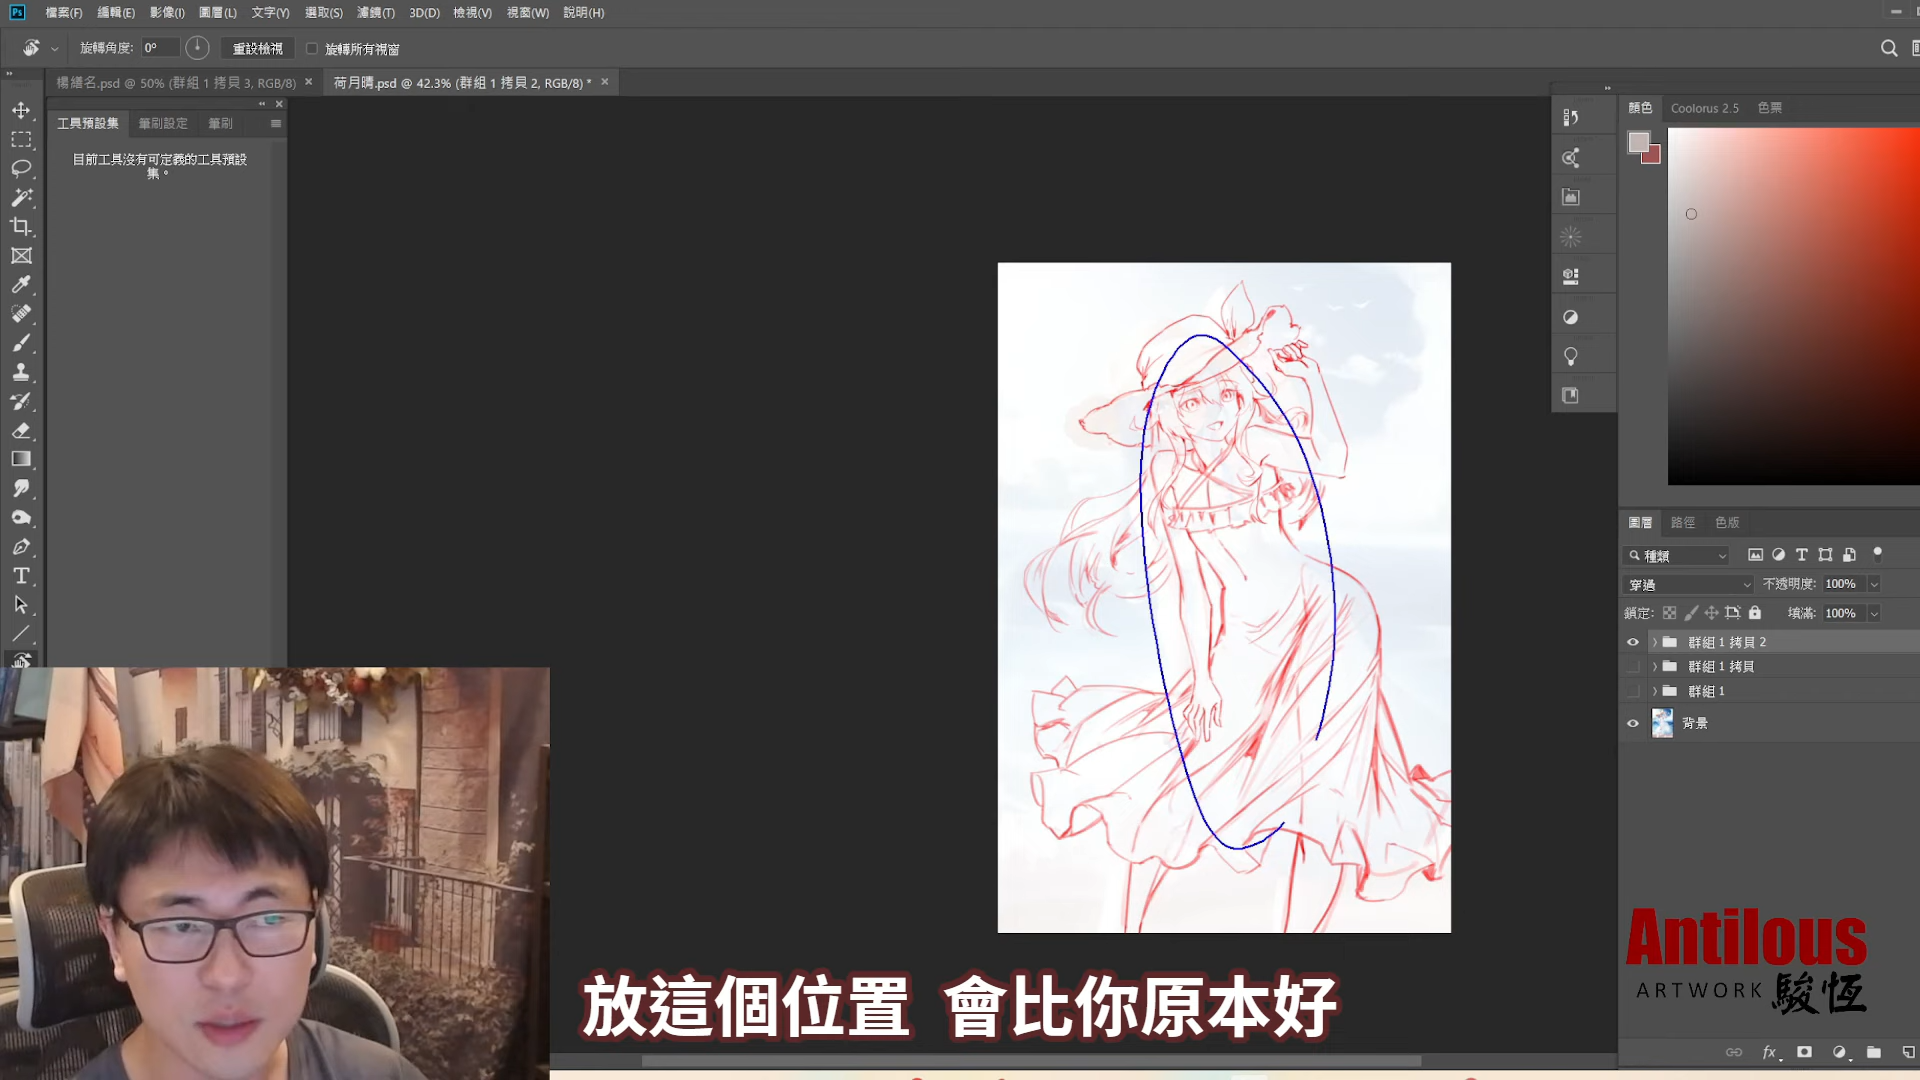 Ps 檔案(F) 編輯(E) 影像(I) 圖層(L) 文字(Y) 選取(S) 濾鏡(T) 3D(D) 檢視(V) 視窗(W) 說明(H)
旋轉角度: 0° 重設檢視 旋轉所有視窗
楊繕名.psd @ 50% (群組 1 拷貝 3, RGB/8) × 荷月晴.psd @ 42.3% (群組 1 拷貝 2, RGB/8) * ×
工具預設集 筆刷設定 筆刷
目前工具沒有可定義的工具預設
集。
顏色 Coolorus 2.5 色票
圖層 路徑 色版
種類
穿過 不透明度: 100%
鎖定: 填滿: 100%
群組 1 拷貝 2
群組 1 拷貝
群組 1
背景
fx
Antilous
ARTWORK 駿恆
放這個位置 會比你原本好